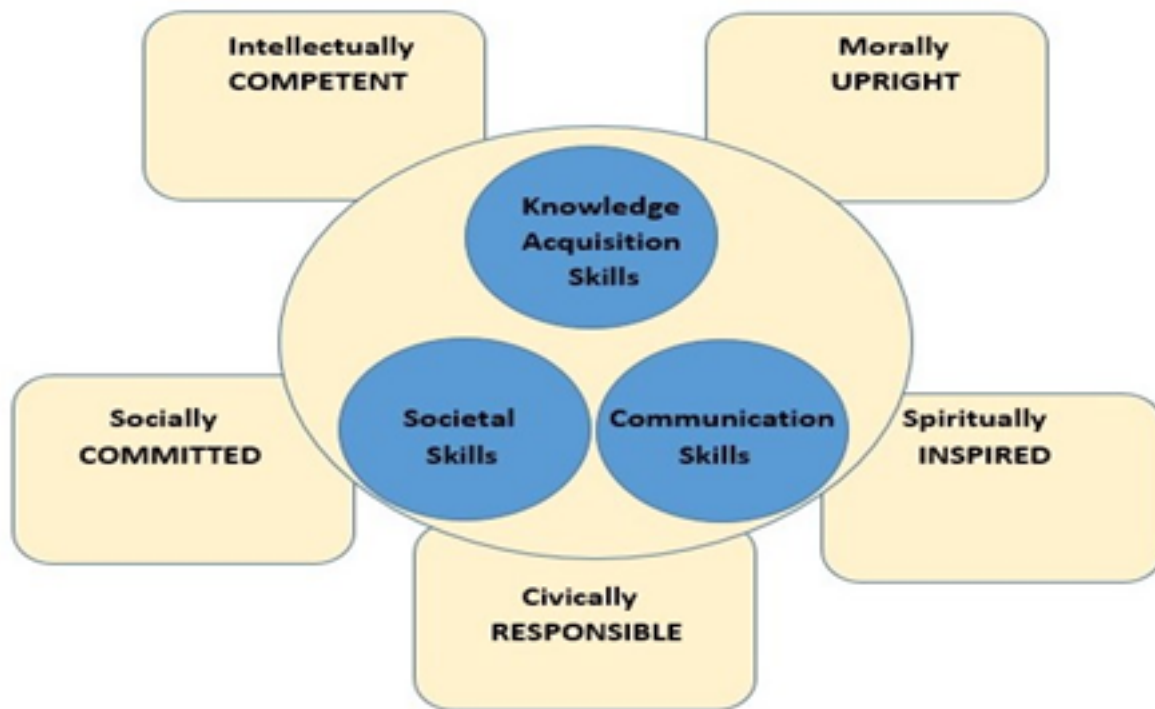 Intellectually
COMPETENT
Morally
UPRIGHT
Knowledge
Acquisition
Skills
Socially
COMMITTED
Societal
Skills
Communication
Skills
Spiritually
INSPIRED
Civically
RESPONSIBLE